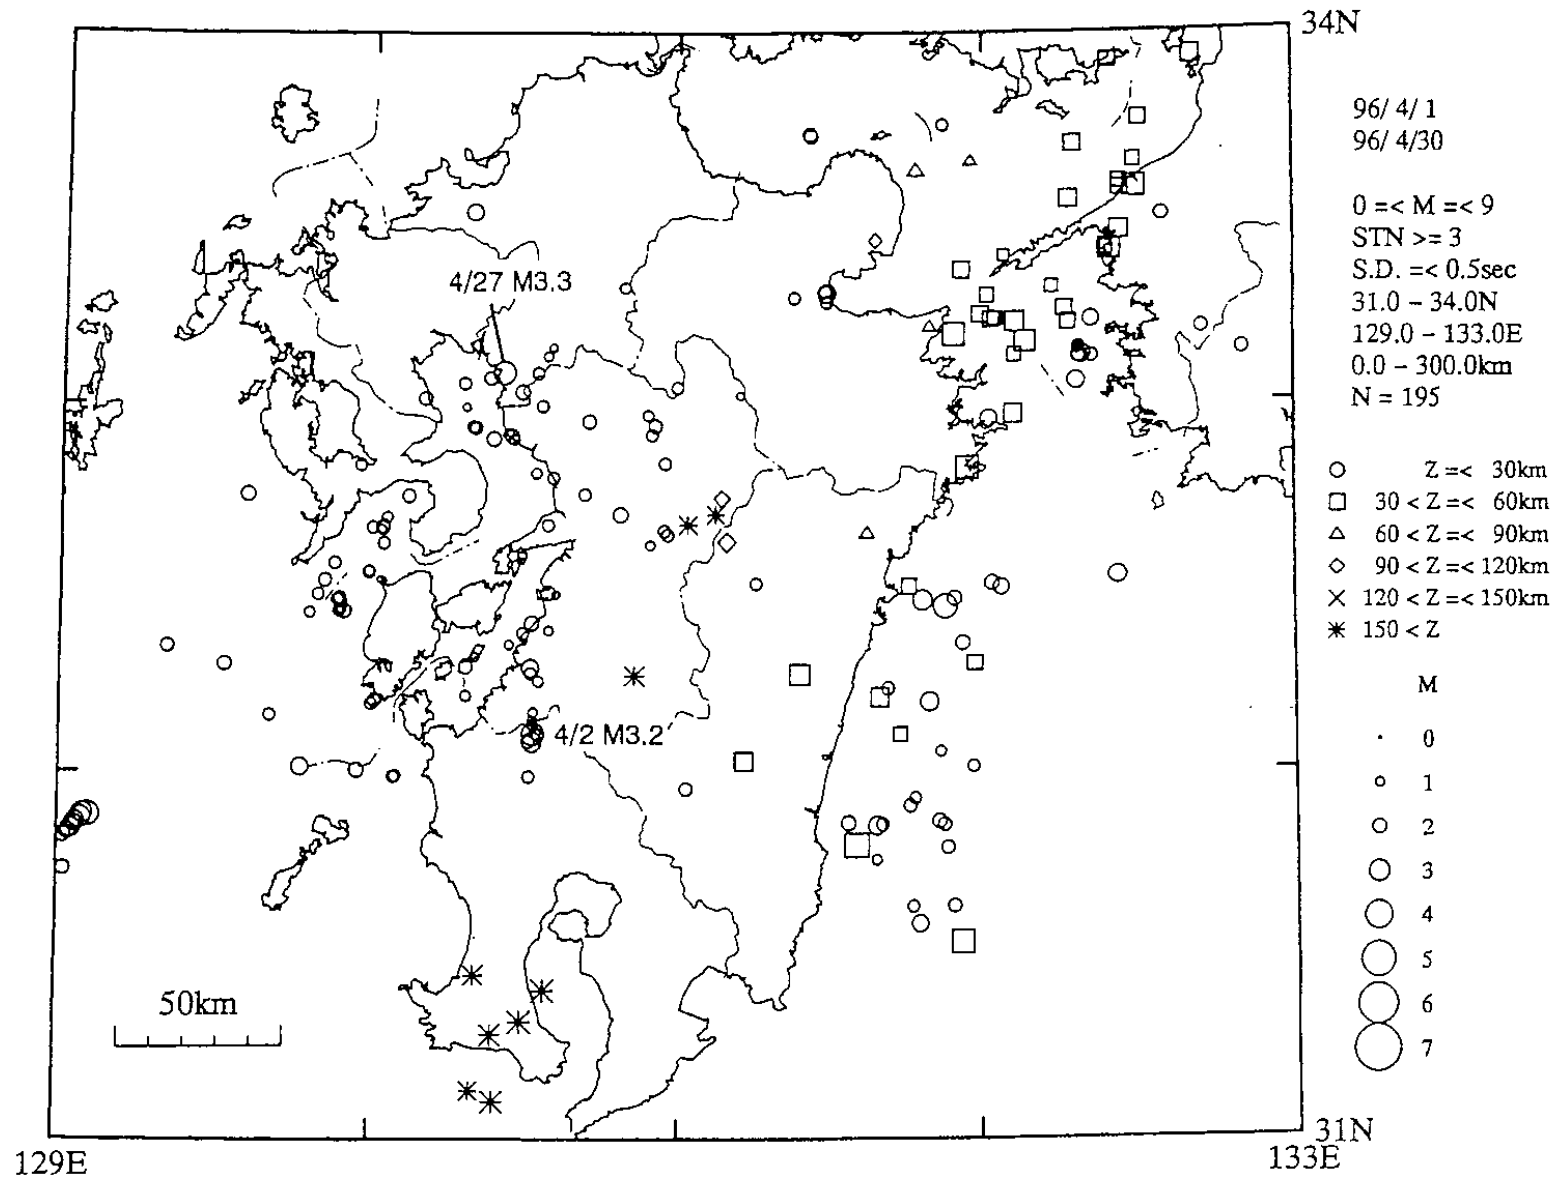 34N
96/ 4/ 1
96/ 4/30
0 =< M =< 9
STN >= 3
S.D. =< 0.5sec
31.0 – 34.0N
129.0 – 133.0E
0.0 – 300.0km
N = 195
4/27 M3.3
Z =< 30km
30 < Z =< 60km
60 < Z =< 90km
90 < Z =< 120km
120 < Z =< 150km
150 < Z
M
0
1
2
3
4
5
6
7
4/2 M3.2
50km
31N
129E
133E